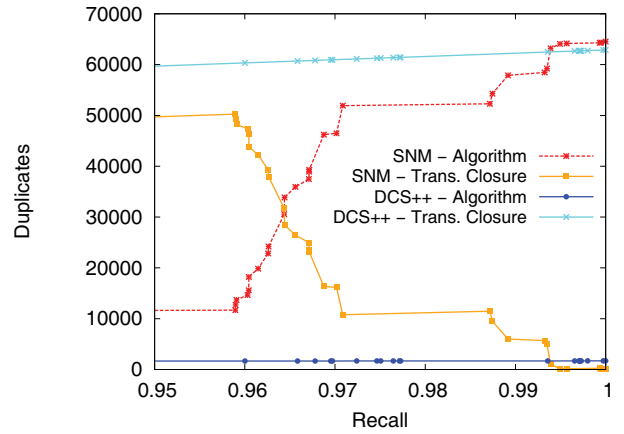 70000
60000
50000
40000
30000
20000
10000
0
Duplicates
SNM – Algorithm
SNM – Trans. Closure
DCS++ – Algorithm
DCS++ – Trans. Closure
0.95 0.96 0.97 0.98 0.99 1
Recall